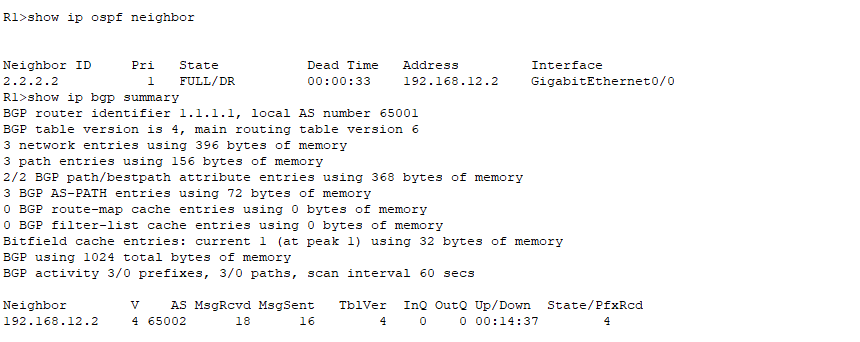 R1>show ip ospf neighbor
Neighbor ID     Pri   State           Dead Time   Address         Interface
2.2.2.2           1   FULL/DR         00:00:33    192.168.12.2    GigabitEthernet0/0
R1>show ip bgp summary
BGP router identifier 1.1.1.1, local AS number 65001
BGP table version is 4, main routing table version 6
3 network entries using 396 bytes of memory
3 path entries using 156 bytes of memory
2/2 BGP path/bestpath attribute entries using 368 bytes of memory
3 BGP AS-PATH entries using 72 bytes of memory
0 BGP route-map cache entries using 0 bytes of memory
0 BGP filter-list cache entries using 0 bytes of memory
Bitfield cache entries: current 1 (at peak 1) using 32 bytes of memory
BGP using 1024 total bytes of memory
BGP activity 3/0 prefixes, 3/0 paths, scan interval 60 secs
Neighbor        V    AS MsgRcvd MsgSent   TblVer  InQ OutQ Up/Down  State/PfxRcd
192.168.12.2    4 65002      18      16        4    0    0 00:14:37        4